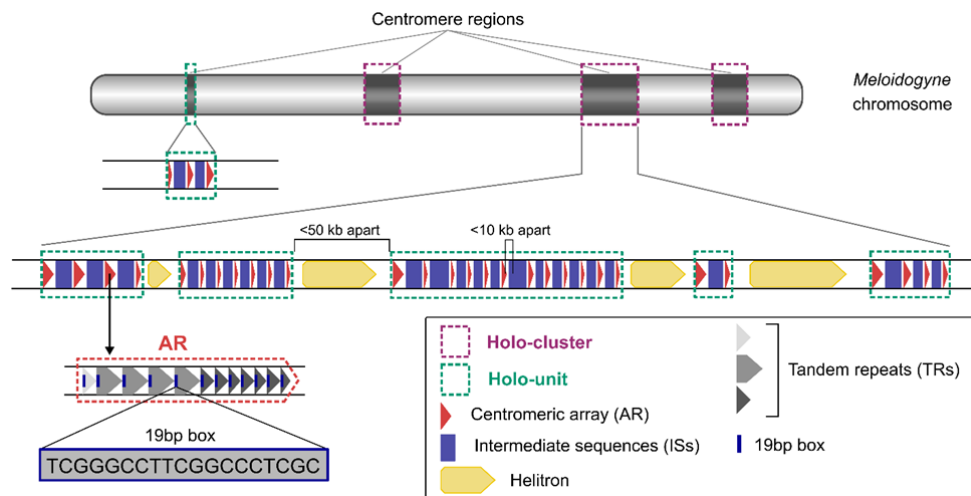 Centromere regions
Meloidogyne
chromosome
<50 kb apart
<10 kb apart
AR
19bp box
TCGGGCCTTCGGCCCTCGC
Holo-cluster
Holo-unit
Centromeric array (AR)
Intermediate sequences (ISs)
Helitron
Tandem repeats (TRs)
19bp box